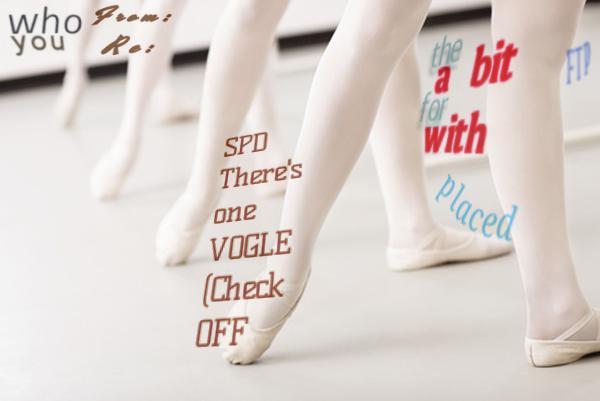 who
you
From:
Re:
the
a bit
for
with
FTP
placed
SPD
There's
one
VOGLE
(Check
OFF